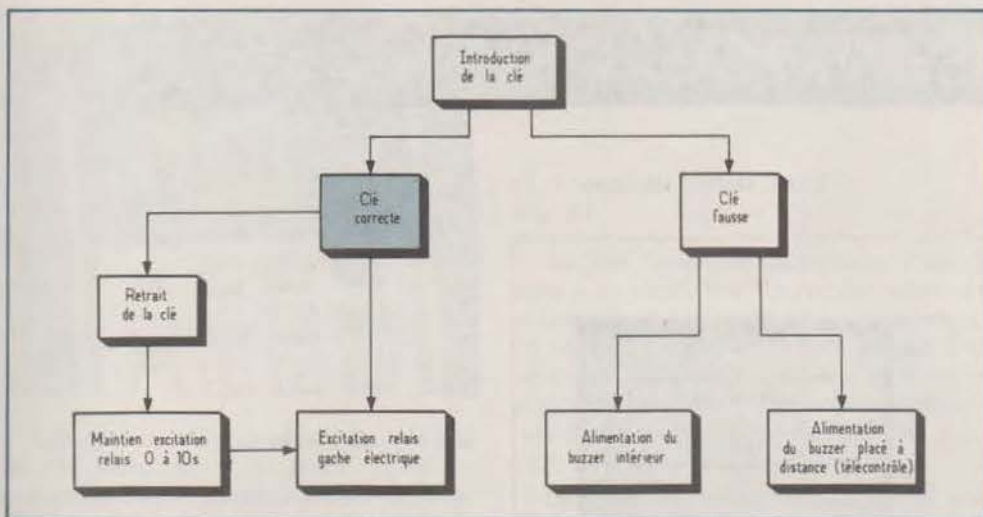 Introduction
de la clé
Clé
correcte
Clé
fausse
Retrait
de la clé
Maintien excitation
relais 0 à 10s
Excitation relais
gache électrique
Alimentation du
buzzer intérieur
Alimentation
du buzzer placé à
distance (télécontrôle)